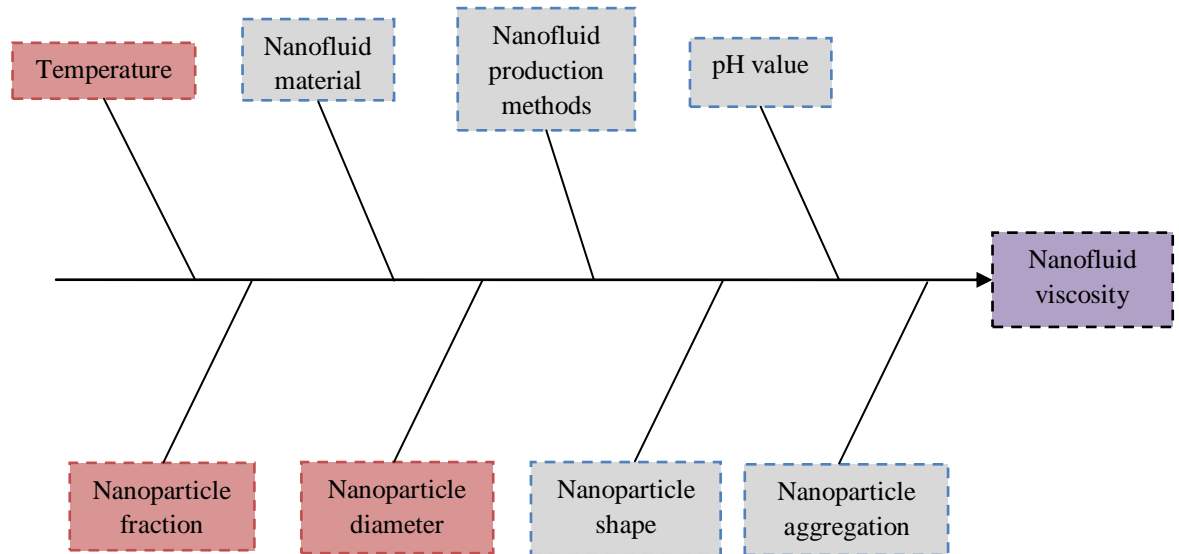 Temperature
Nanofluid
material
Nanofluid
production
methods
pH value
Nanofluid
viscosity
Nanoparticle
fraction
Nanoparticle
diameter
Nanoparticle
shape
Nanoparticle
aggregation